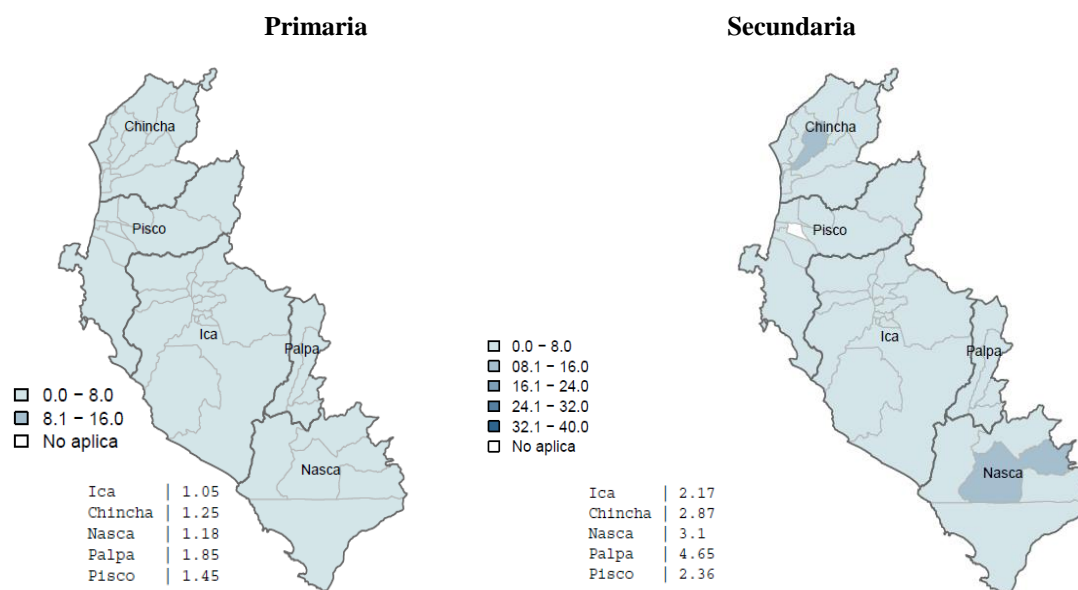 Primaria
Chincha
Pisco
Ica
Palpa
Nasca
0.0 − 8.0
8.1 − 16.0
No aplica
Ica | 1.05
Chincha | 1.25
Nasca | 1.18
Palpa | 1.85
Pisco | 1.45
Secundaria
Chincha
Pisco
Ica
Palpa
Nasca
0.0 − 8.0
08.1 − 16.0
16.1 − 24.0
24.1 − 32.0
32.1 − 40.0
No aplica
Ica | 2.17
Chincha | 2.87
Nasca | 3.1
Palpa | 4.65
Pisco | 2.36